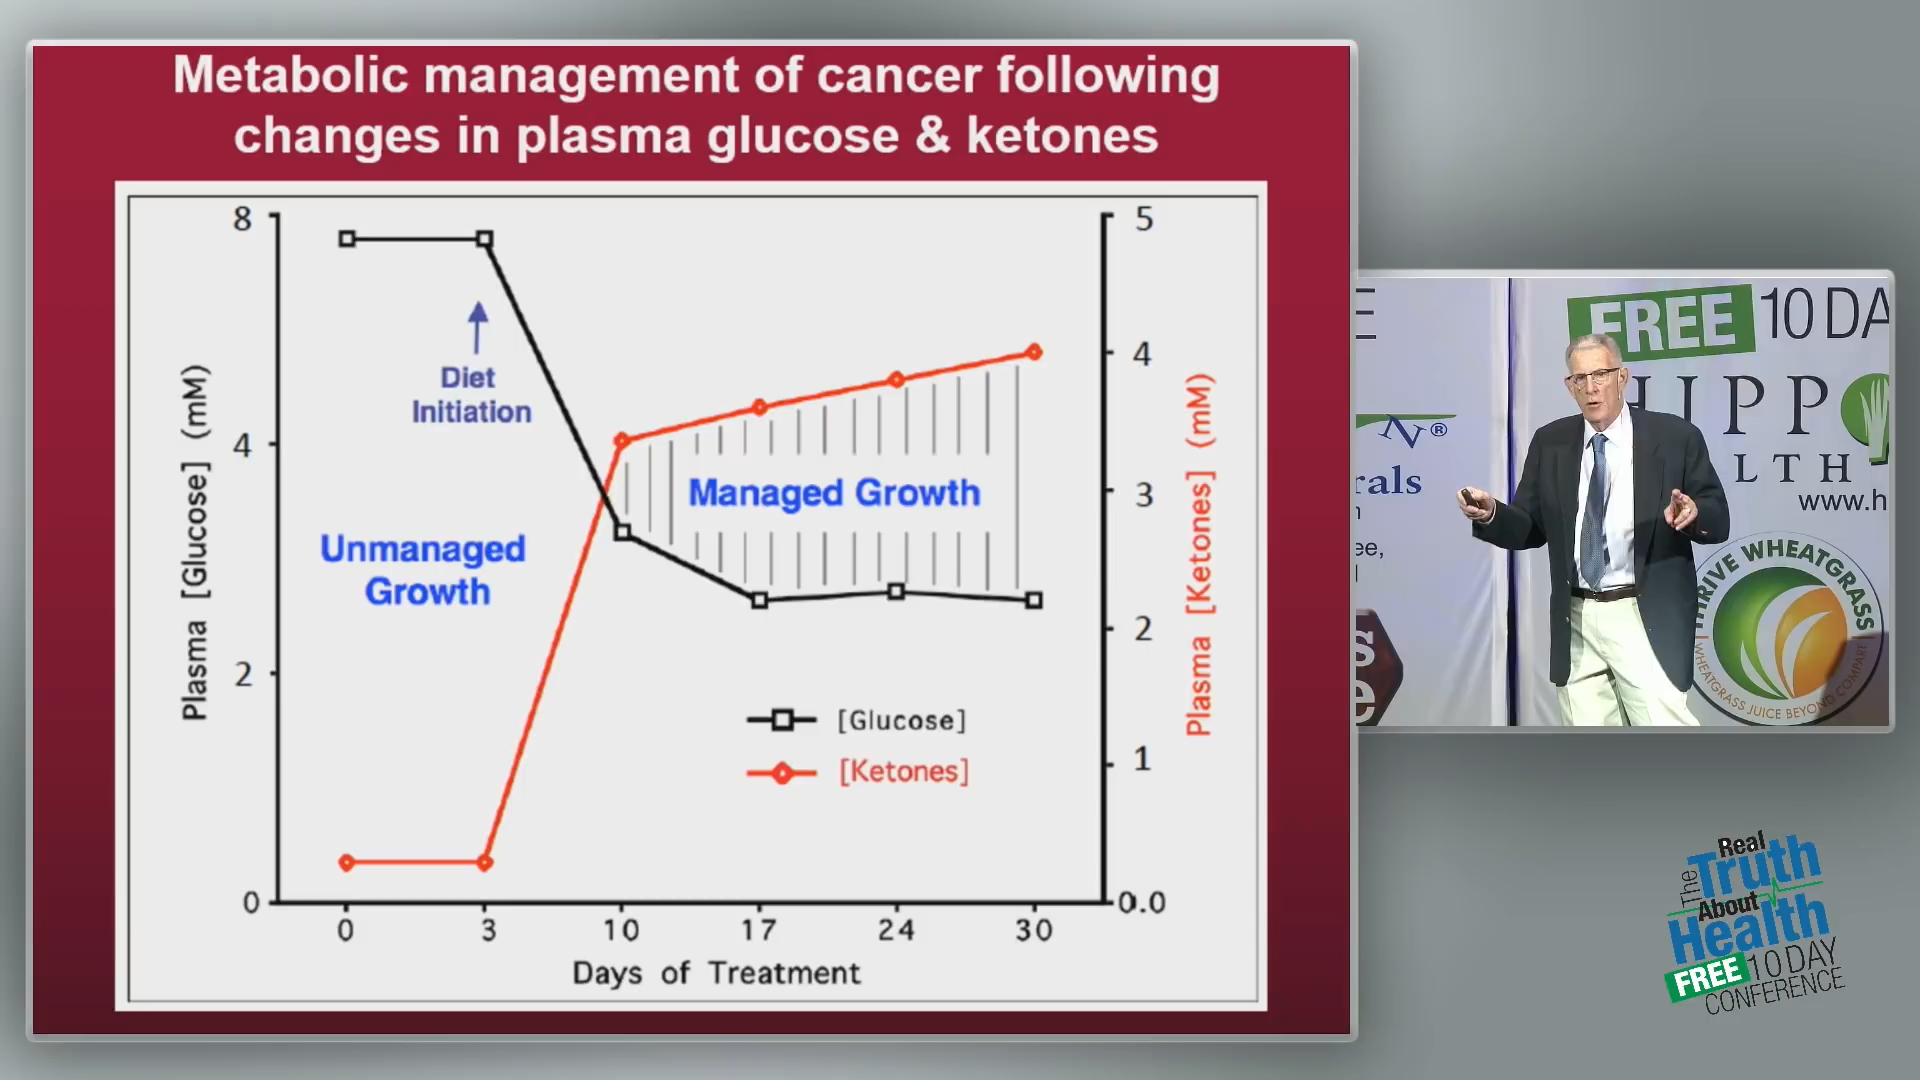 Metabolic management of cancer following
changes in plasma glucose & ketones
8
4
2
0
Plasma [Glucose] (mM)
5
4
3
2
1
0.0
Plasma [Ketones] (mM)
Diet
Initiation
Unmanaged
Growth
Managed Growth
[Glucose]
[Ketones]
0 3 10 17 24 30
Days of Treatment
E
FREE 10 DA
HIPP
LTH
www.h
N®
rals
n
ee,
s
e
THRIVE WHEATGRASS
WHEATGRASS JUICE BEYOND COMPARE
The Real
Truth
About
Health
FREE 10 DAY
CONFERENCE